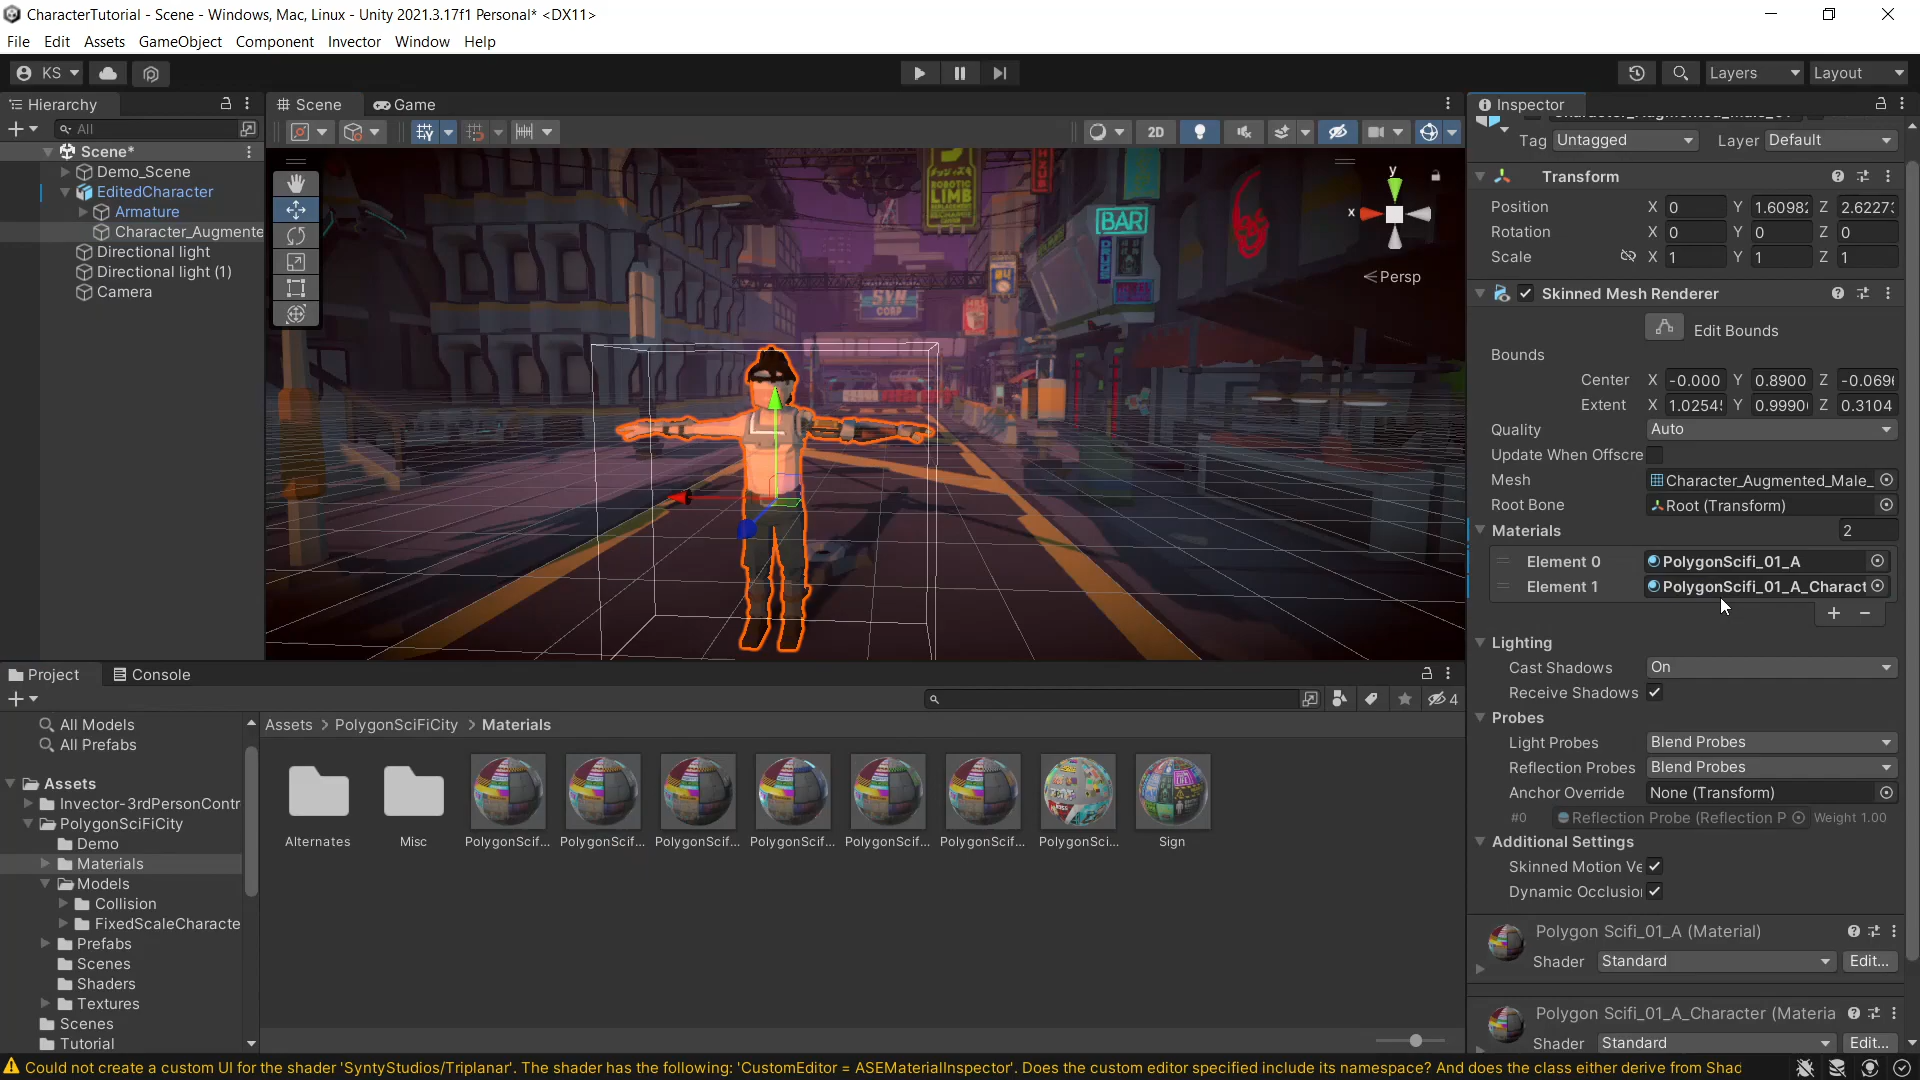 CharacterTutorial - Scene - Windows, Mac, Linux - Unity 2021.3.17f1 Personal* <DX11>
File Edit Assets GameObject Component Invector Window Help
KS Layers Layout
Hierarchy
All
Scene*
Demo_Scene
EditedCharacter
Armature
Character_Augmente
Directional light
Directional light (1)
Camera
Scene Game
2D
ROBOTIC
LIMB
BAR
SYN
CORP
y
x
Persp
Inspector
Tag Untagged Layer Default
Transform
Position X 0 Y 1.6098 Z 2.6227
Rotation X 0 Y 0 Z 0
Scale X 1 Y 1 Z 1
Skinned Mesh Renderer
Edit Bounds
Bounds
Center X -0.000 Y 0.8900 Z -0.069
Extent X 1.0254 Y 0.9990 Z 0.3104
Quality Auto
Update When Offscre
Mesh Character_Augmented_Male_
Root Bone Root (Transform)
Materials 2
Element 0 PolygonScifi_01_A
Element 1 PolygonScifi_01_A_Charact
+ −
Lighting
Cast Shadows On
Receive Shadows
Probes
Light Probes Blend Probes
Reflection Probes Blend Probes
Anchor Override None (Transform)
#0 Reflection Probe (Reflection P Weight 1.00
Additional Settings
Skinned Motion Ve
Dynamic Occlusio
Polygon Scifi_01_A (Material)
Shader Standard Edit...
Polygon Scifi_01_A_Character (Materia
Shader Standard Edit...
Project Console
4
All Models
All Prefabs
Assets
Invector-3rdPersonContr
PolygonSciFiCity
Demo
Materials
Models
Collision
FixedScaleCharacte
Prefabs
Scenes
Shaders
Textures
Scenes
Tutorial
Assets > PolygonSciFiCity > Materials
Alternates Misc PolygonScif... PolygonScif... PolygonScif... PolygonScif... PolygonScif... PolygonScif... PolygonSci... Sign
Could not create a custom UI for the shader 'SyntyStudios/Triplanar'. The shader has the following: 'CustomEditor = ASEMaterialInspector'. Does the custom editor specified include its namespace? And does the class either derive from Shad